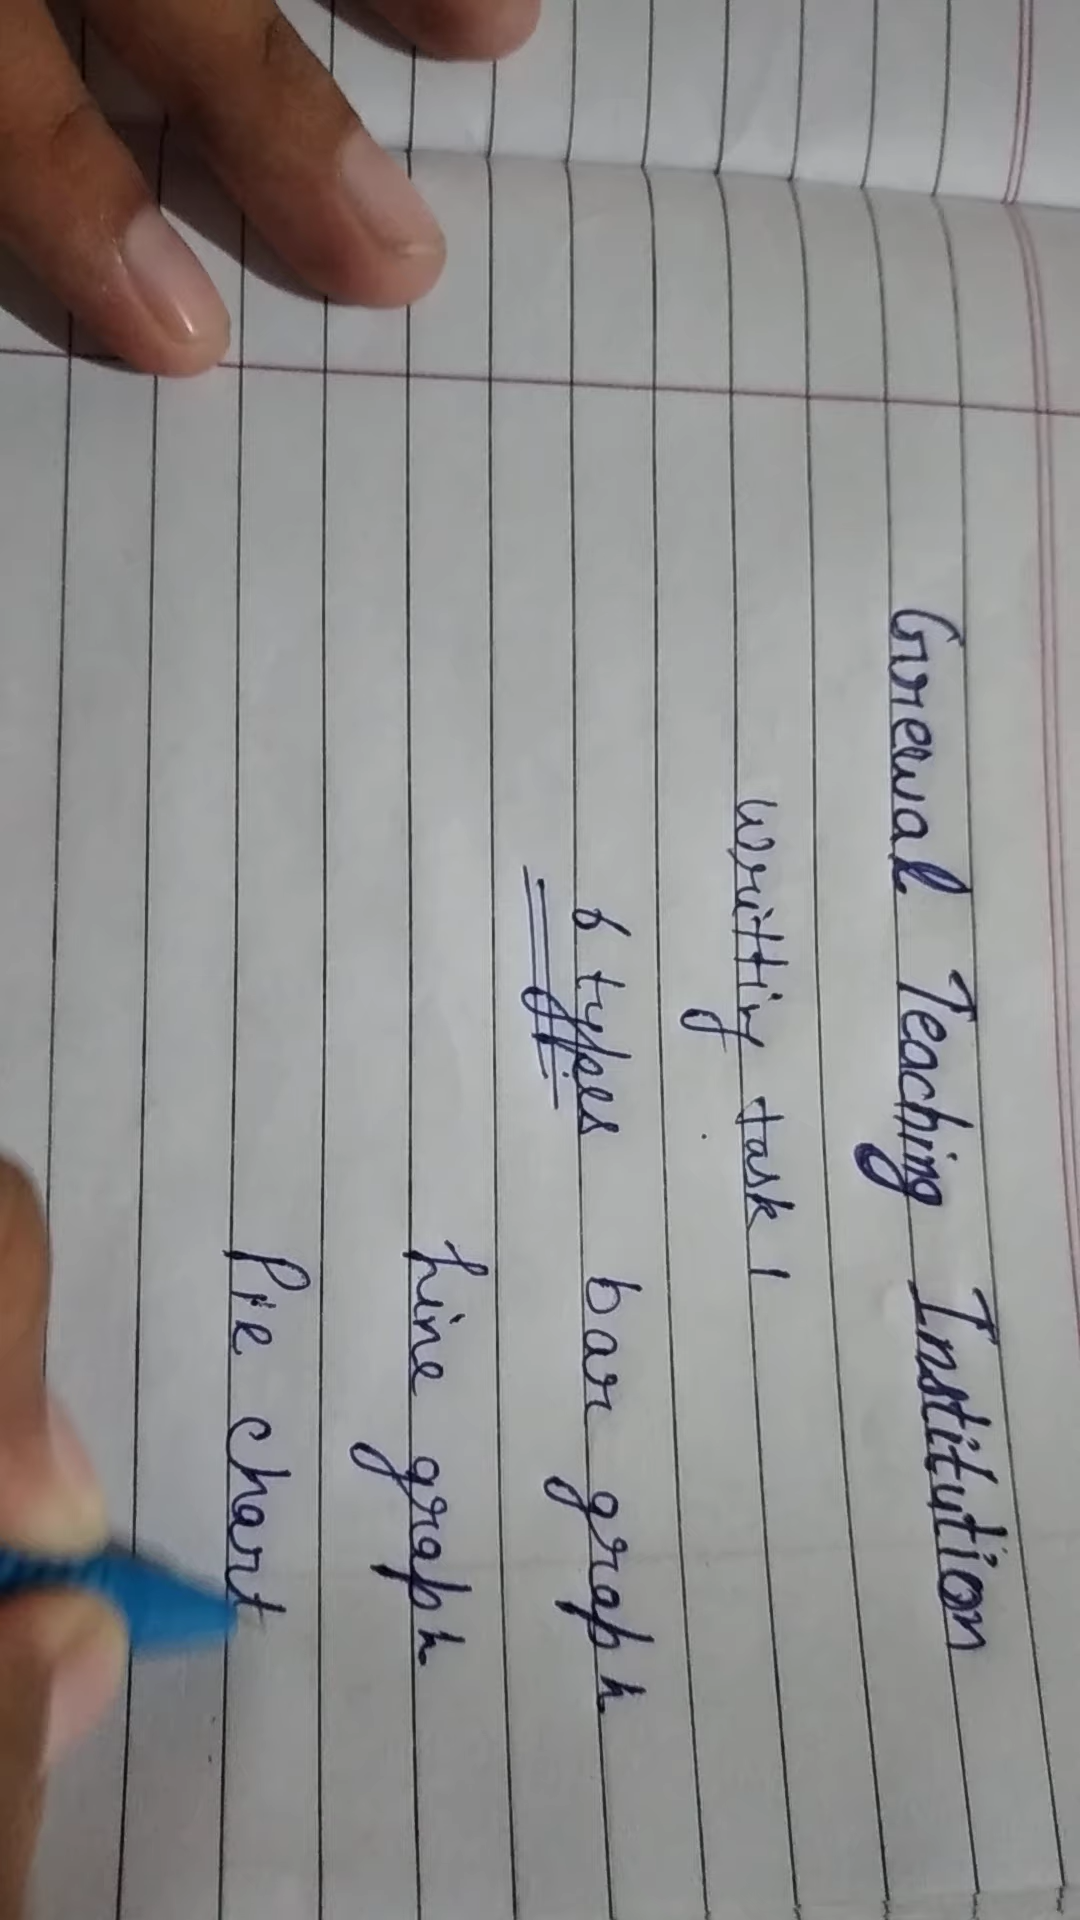 Grewal Teaching Institution
writting task 1
6 types bar graph
Line graph
Pie chart